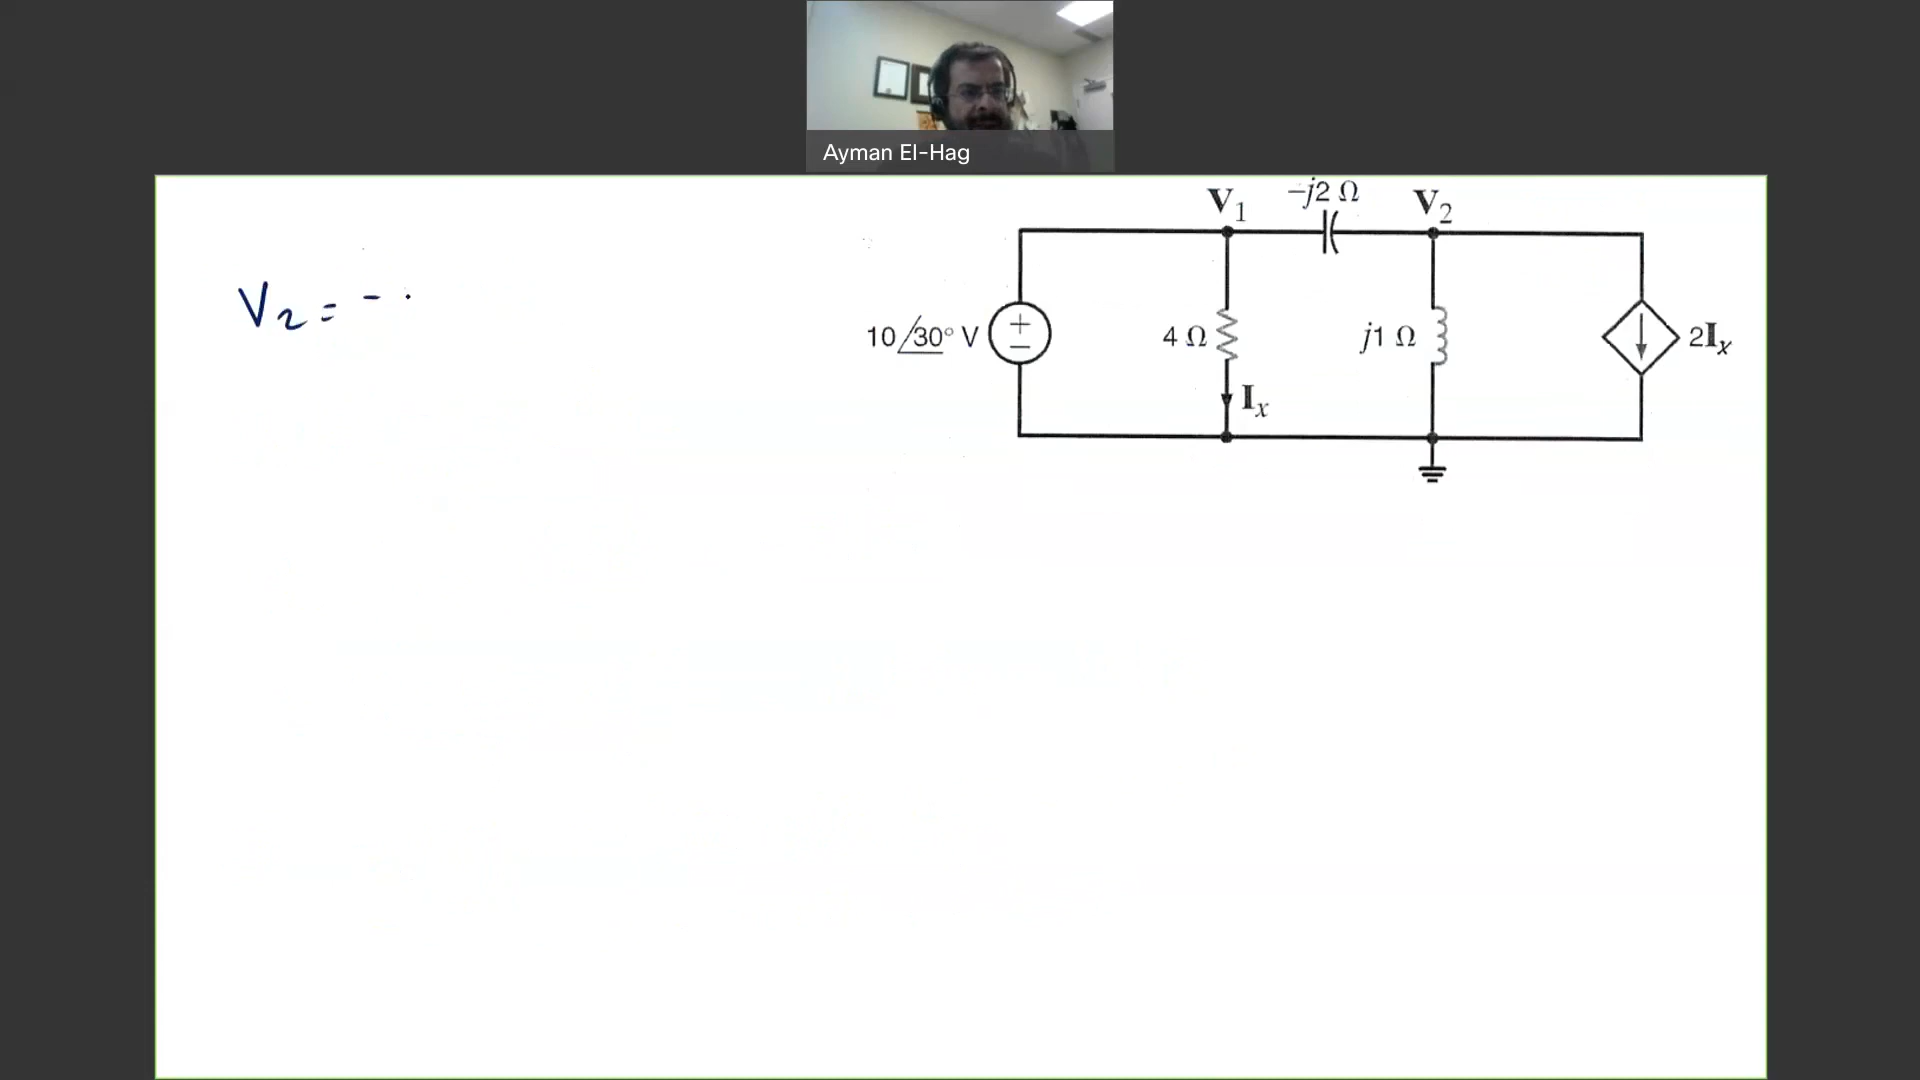 Ayman El-Hag
V₂ = - .
V₁ -j2 Ω V₂
10 /30° V + − 4 Ω j1 Ω 2Iₓ
Iₓ